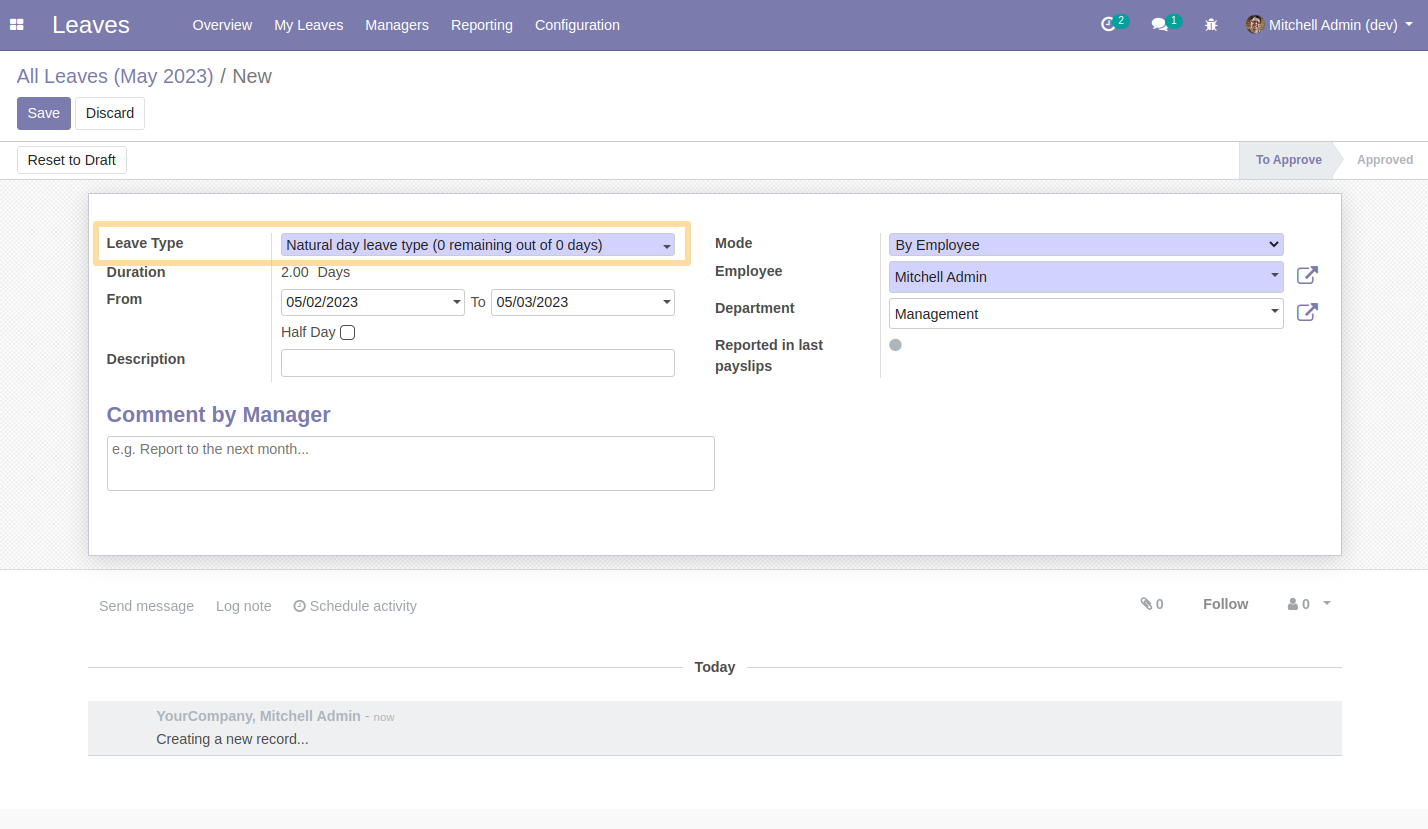 Leaves Overview My Leaves Managers Reporting Configuration 2 1 Mitchell Admin (dev)
All Leaves (May 2023) / New
Save Discard
Reset to Draft To Approve Approved
Leave Type Natural day leave type (0 remaining out of 0 days)
Duration 2.00 Days
From 05/02/2023 To 05/03/2023
Half Day
Description
Mode By Employee
Employee Mitchell Admin
Department Management
Reported in last
payslips
Comment by Manager
e.g. Report to the next month...
Send message Log note Schedule activity 0 Follow 0
Today
YourCompany, Mitchell Admin - now
Creating a new record...